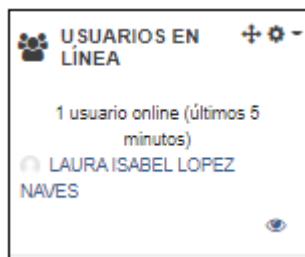 USUARIOS EN
LÍNEA
1 usuario online (últimos 5
minutos)
LAURA ISABEL LOPEZ
NAVES